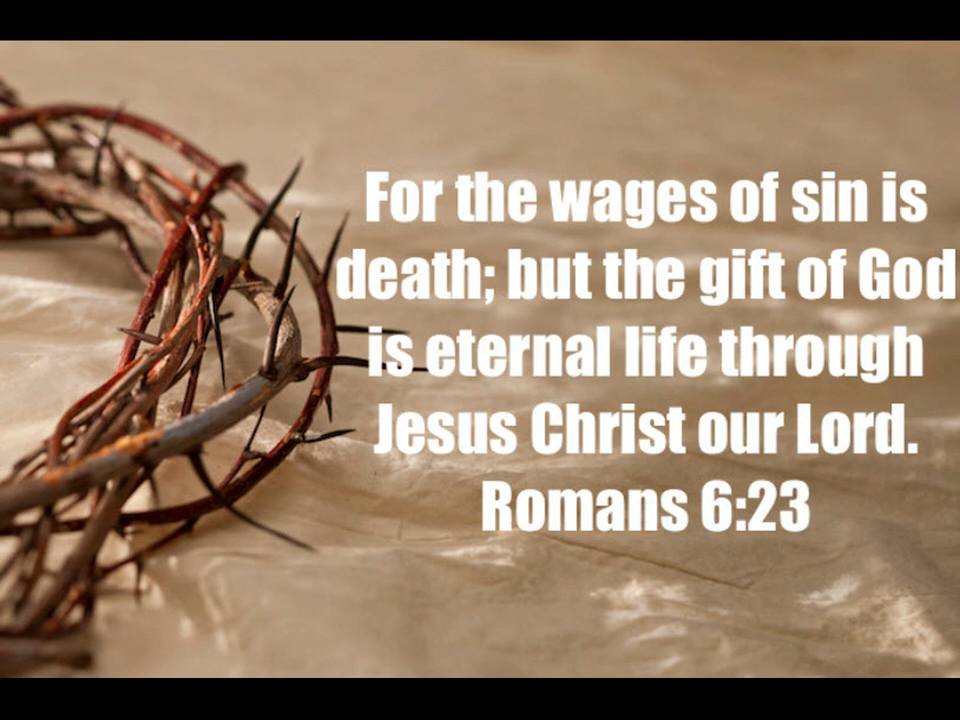 For the wages of sin is
death; but the gift of God
is eternal life through
Jesus Christ our Lord.
Romans 6:23